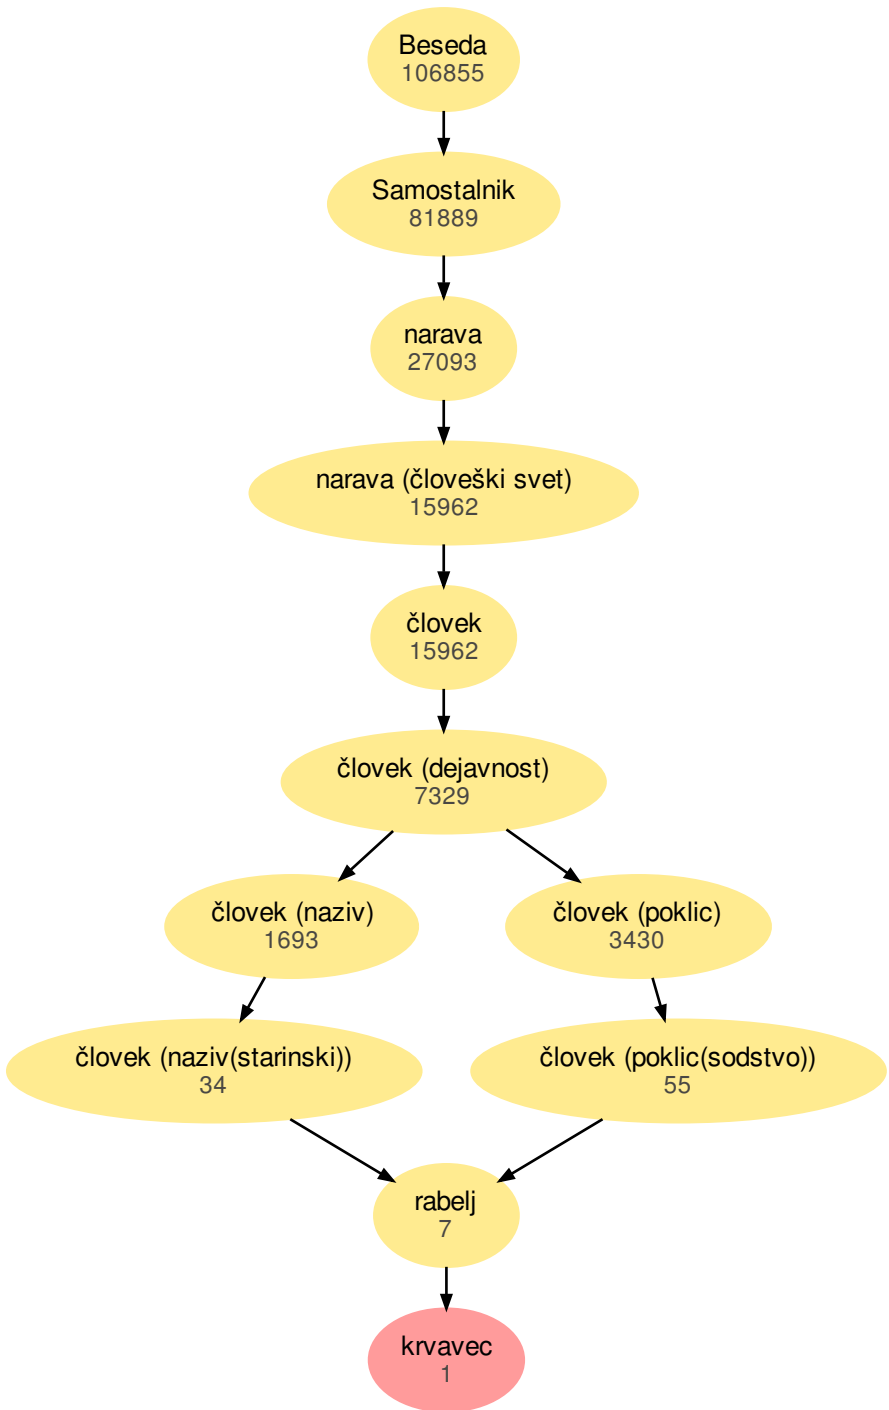 Beseda
106855
Samostalnik
81889
narava
27093
narava (človeški svet)
15962
človek
15962
človek (dejavnost)
7329
človek (naziv)
1693
človek (poklic)
3430
človek (naziv(starinski))
34
človek (poklic(sodstvo))
55
rabelj
7
krvavec
1